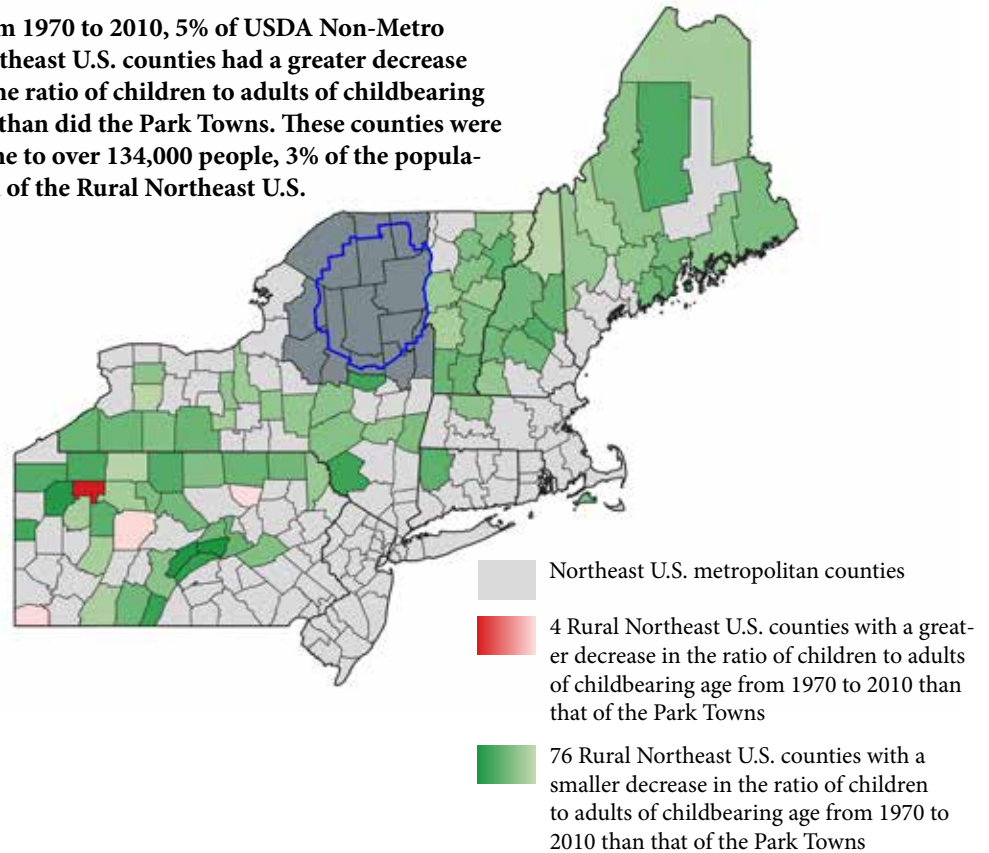 m 1970 to 2010, 5% of USDA Non-Metro
theast U.S. counties had a greater decrease
he ratio of children to adults of childbearing
than did the Park Towns. These counties were
ne to over 134,000 people, 3% of the popula-
of the Rural Northeast U.S.
Northeast U.S. metropolitan counties
4 Rural Northeast U.S. counties with a great-
er decrease in the ratio of children to adults
of childbearing age from 1970 to 2010 than
that of the Park Towns
76 Rural Northeast U.S. counties with a
smaller decrease in the ratio of children
to adults of childbearing age from 1970 to
2010 than that of the Park Towns